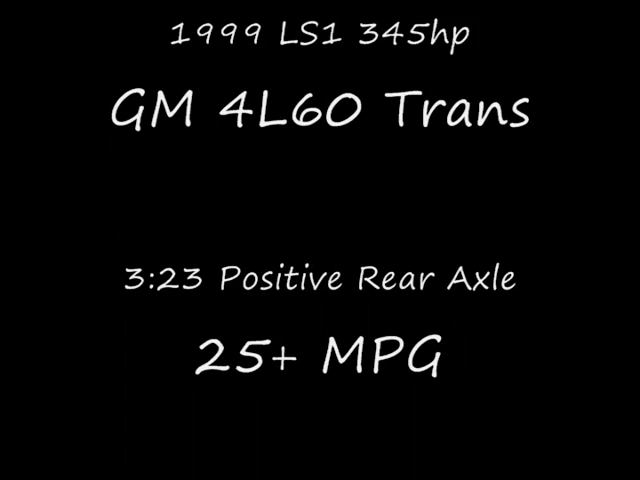 1999 LS1 345hp
GM 4L60 Trans
3:23 Positive Rear Axle
25+ MPG